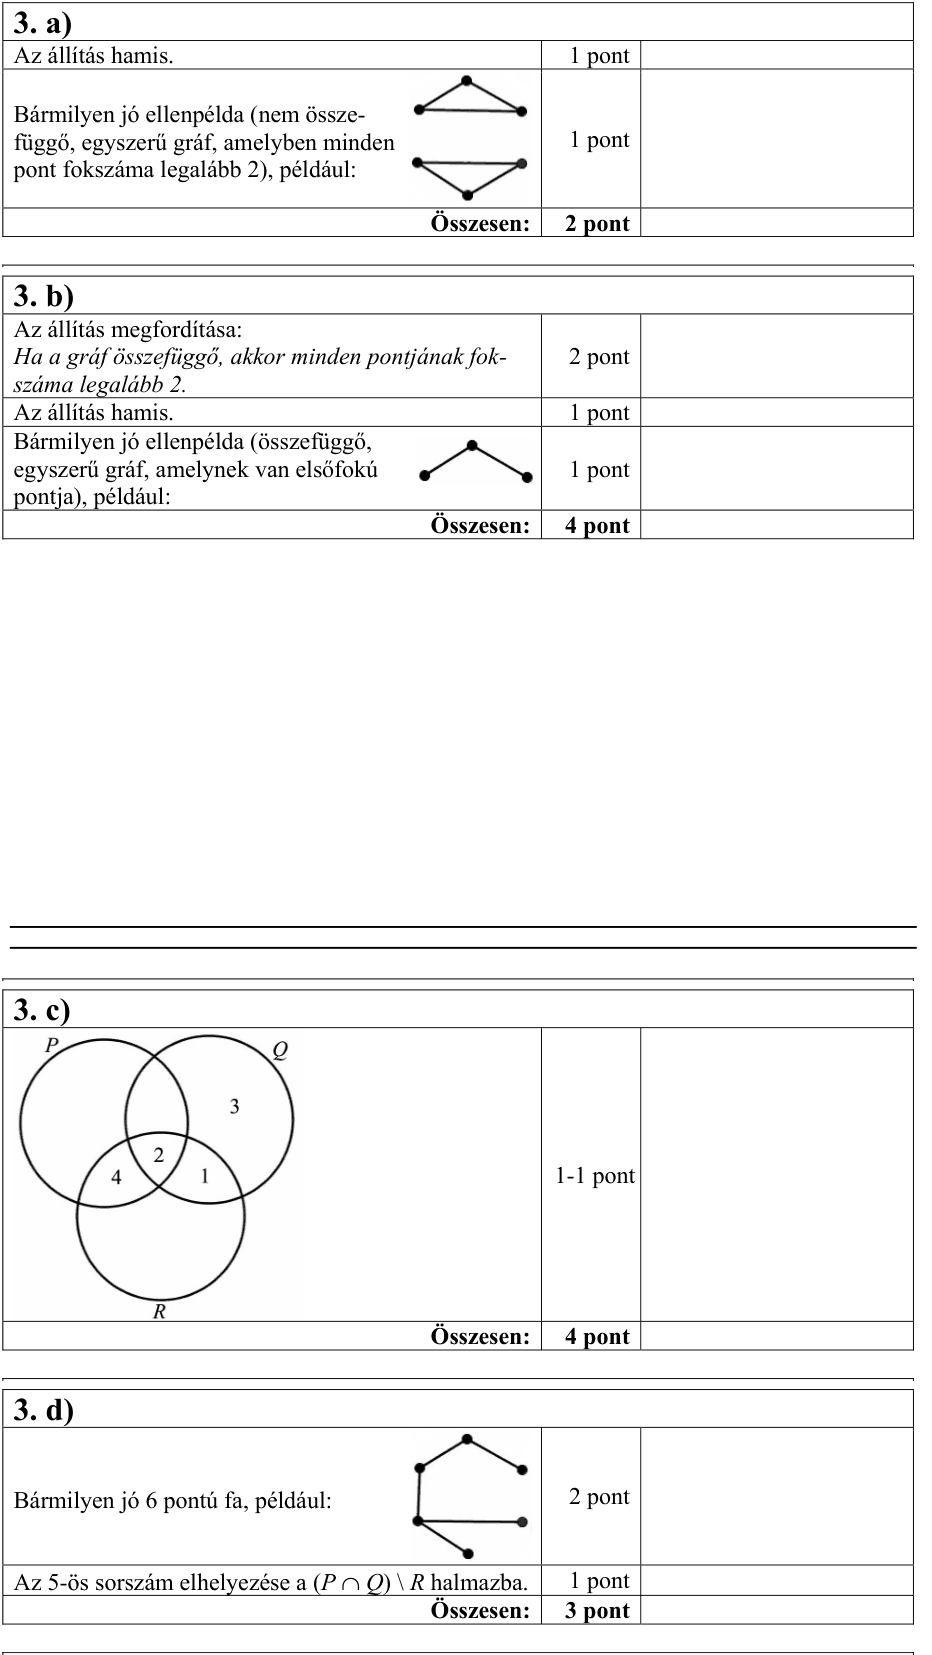 3. a)
Az állítás hamis. 1 pont
Bármilyen jó ellenpélda (nem össze-
függő, egyszerű gráf, amelyben minden
pont fokszáma legalább 2), például:
1 pont
Összesen: 2 pont
3. b)
Az állítás megfordítása:
Ha a gráf összefüggő, akkor minden pontjának fok-
száma legalább 2.
2 pont
Az állítás hamis. 1 pont
Bármilyen jó ellenpélda (összefüggő,
egyszerű gráf, amelynek van elsőfokú
pontja), például:
1 pont
Összesen: 4 pont
3. c)
P
Q
3
2
4
1
R
1-1 pont
Összesen: 4 pont
3. d)
Bármilyen jó 6 pontú fa, például: 2 pont
Az 5-ös sorszám elhelyezése a (P ∩ Q) \ R halmazba. 1 pont
Összesen: 3 pont